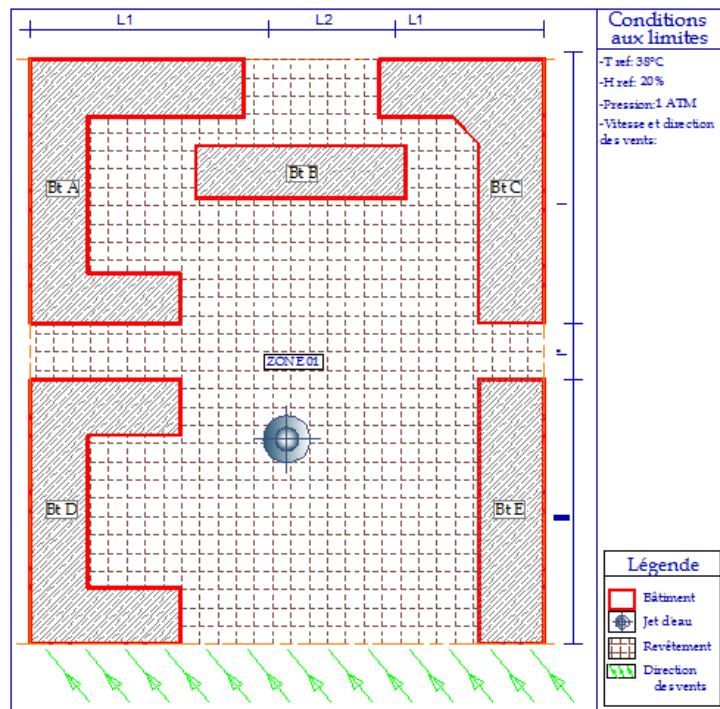 L1
L2
L1
Conditions
aux limites
-T ref: 38°C
-H ref: 20%
-Pression:1 ATM
-Vitesse et direction
des vents:
Bt A
Bt B
Bt C
ZONE 01
Bt D
Bt E
Légende
Bâtiment
Jet d'eau
Revêtement
Direction
des vents